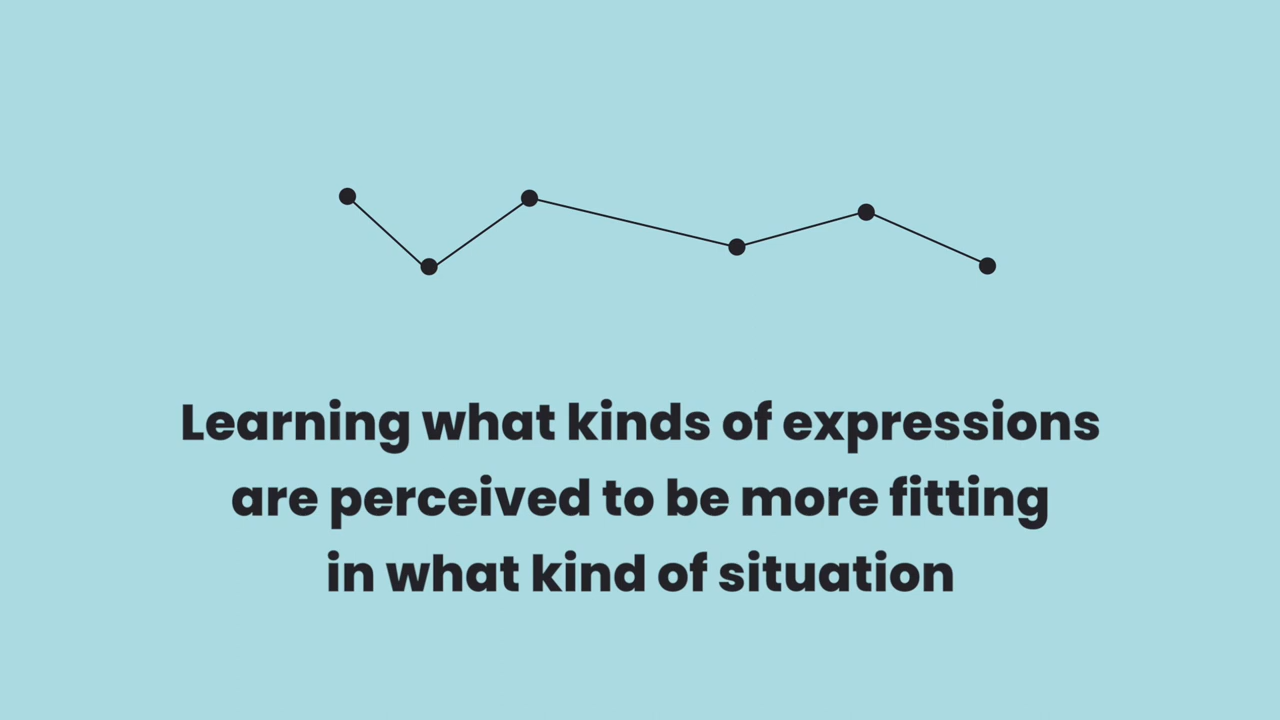 Learning what kinds of expressions
are perceived to be more fitting
in what kind of situation